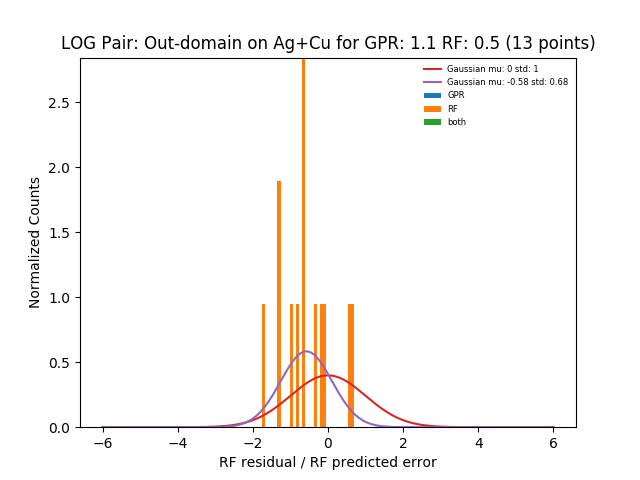 LOG Pair: Out-domain on Ag+Cu for GPR: 1.1 RF: 0.5 (13 points)
Gaussian mu: 0 std: 1
Gaussian mu: -0.58 std: 0.68
GPR
RF
both
Normalized Counts
2.5
2.0
1.5
1.0
0.5
0.0
−6 −4 −2 0 2 4 6
RF residual / RF predicted error